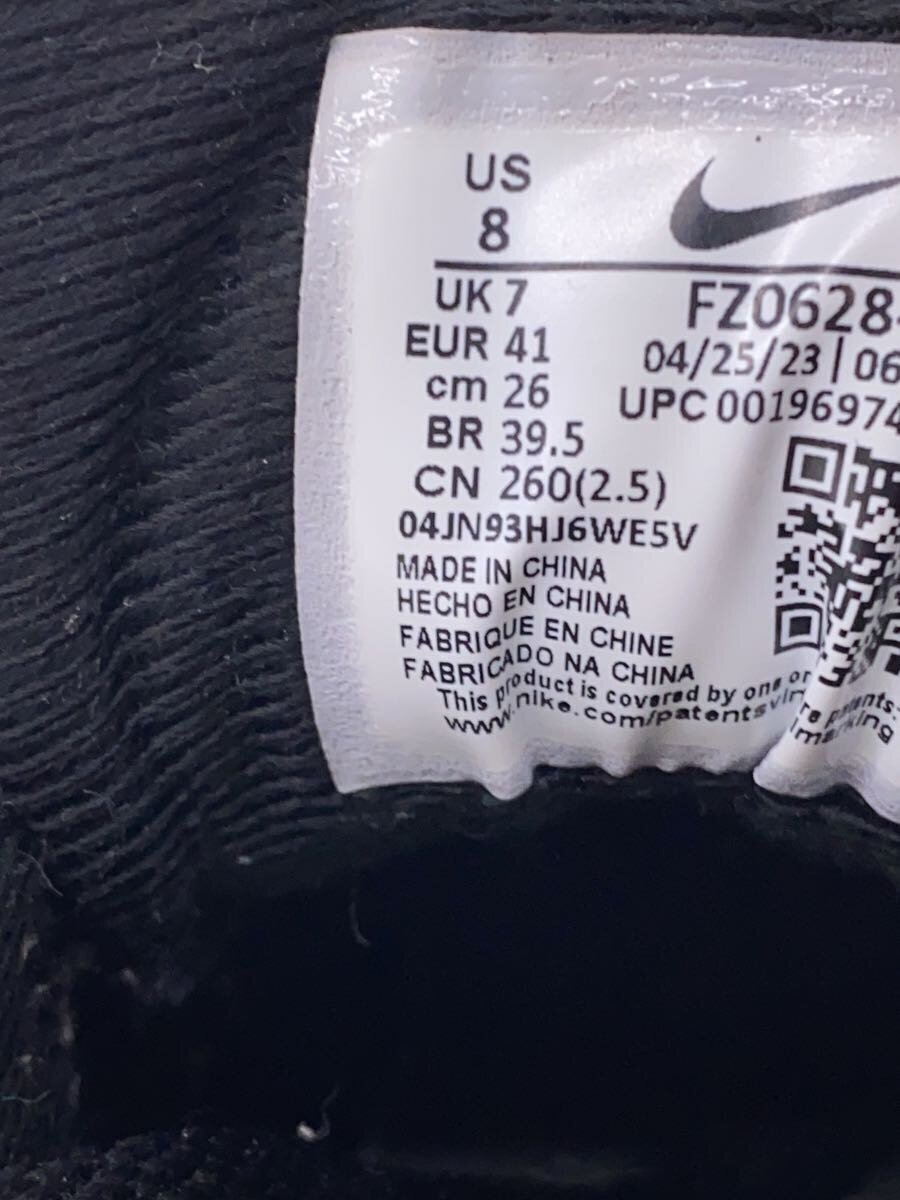 US
8
UK 7
EUR 41
cm 26
BR 39.5
CN 260(2.5)
04JN93HJ6WE5V
FZ0628-
04/25/23 | 06
UPC 00196974
MADE IN CHINA
HECHO EN CHINA
FABRIQUE EN CHINE
FABRICADO NA CHINA
This product is covered by one or patents:
www.nike.com/patents